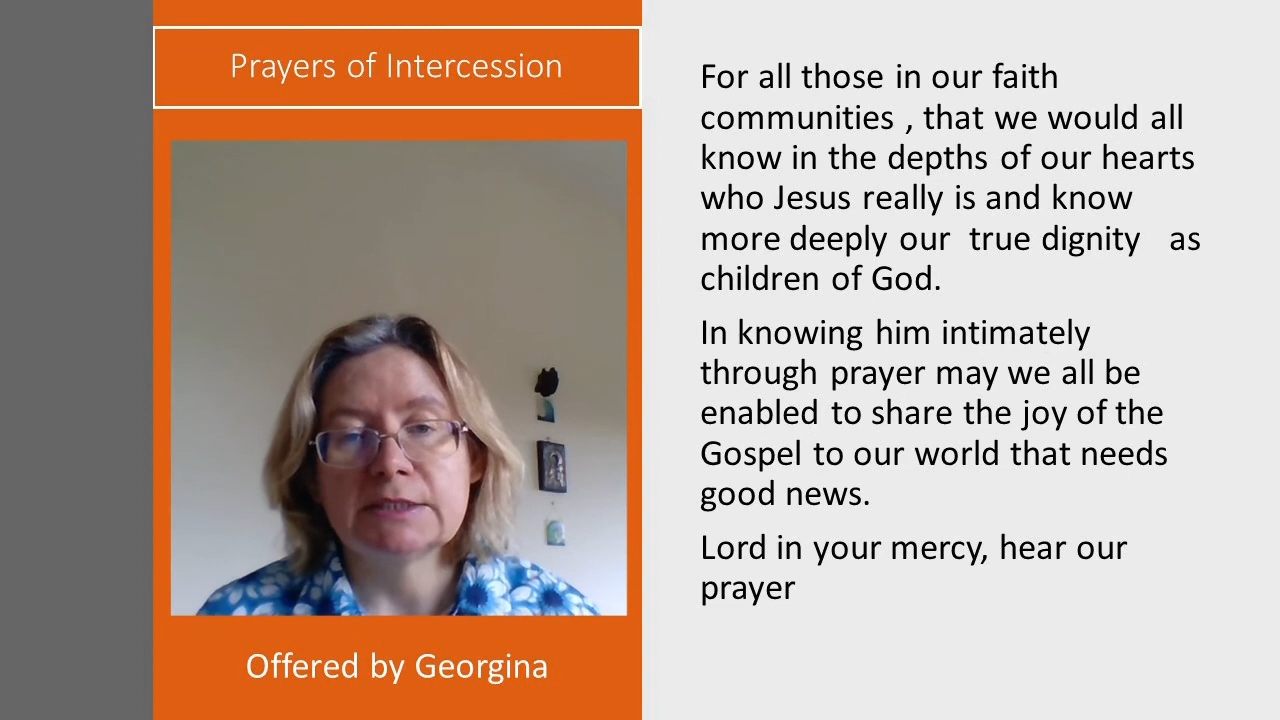 Prayers of Intercession
Offered by Georgina
For all those in our faith
communities , that we would all
know in the depths of our hearts
who Jesus really is and know
more deeply our  true dignity   as
children of God.
In knowing him intimately
through prayer may we all be
enabled to share the joy of the
Gospel to our world that needs
good news.
Lord in your mercy, hear our
prayer